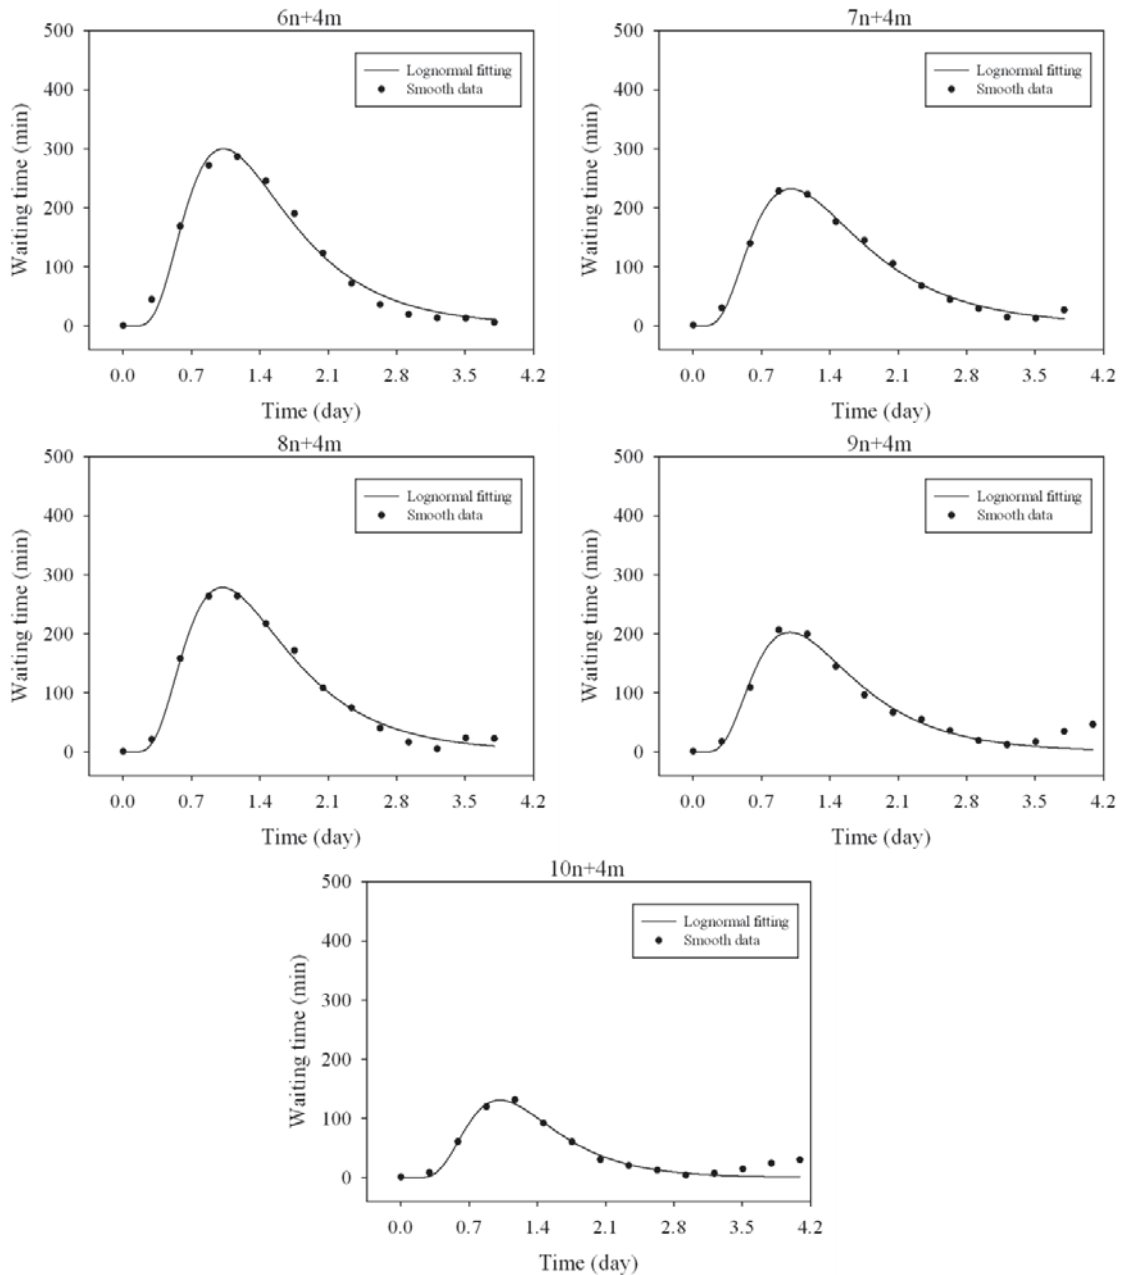 6n+4m
500
400
300
200
100
0
Waiting time (min)
Lognormal fitting
Smooth data
0.0 0.7 1.4 2.1 2.8 3.5 4.2
Time (day)
7n+4m
500
400
300
200
100
0
Waiting time (min)
Lognormal fitting
Smooth data
0.0 0.7 1.4 2.1 2.8 3.5 4.2
Time (day)
8n+4m
500
400
300
200
100
0
Waiting time (min)
Lognormal fitting
Smooth data
0.0 0.7 1.4 2.1 2.8 3.5 4.2
Time (day)
9n+4m
500
400
300
200
100
0
Waiting time (min)
Lognormal fitting
Smooth data
0.0 0.7 1.4 2.1 2.8 3.5 4.2
Time (day)
10n+4m
500
400
300
200
100
0
Waiting time (min)
Lognormal fitting
Smooth data
0.0 0.7 1.4 2.1 2.8 3.5 4.2
Time (day)